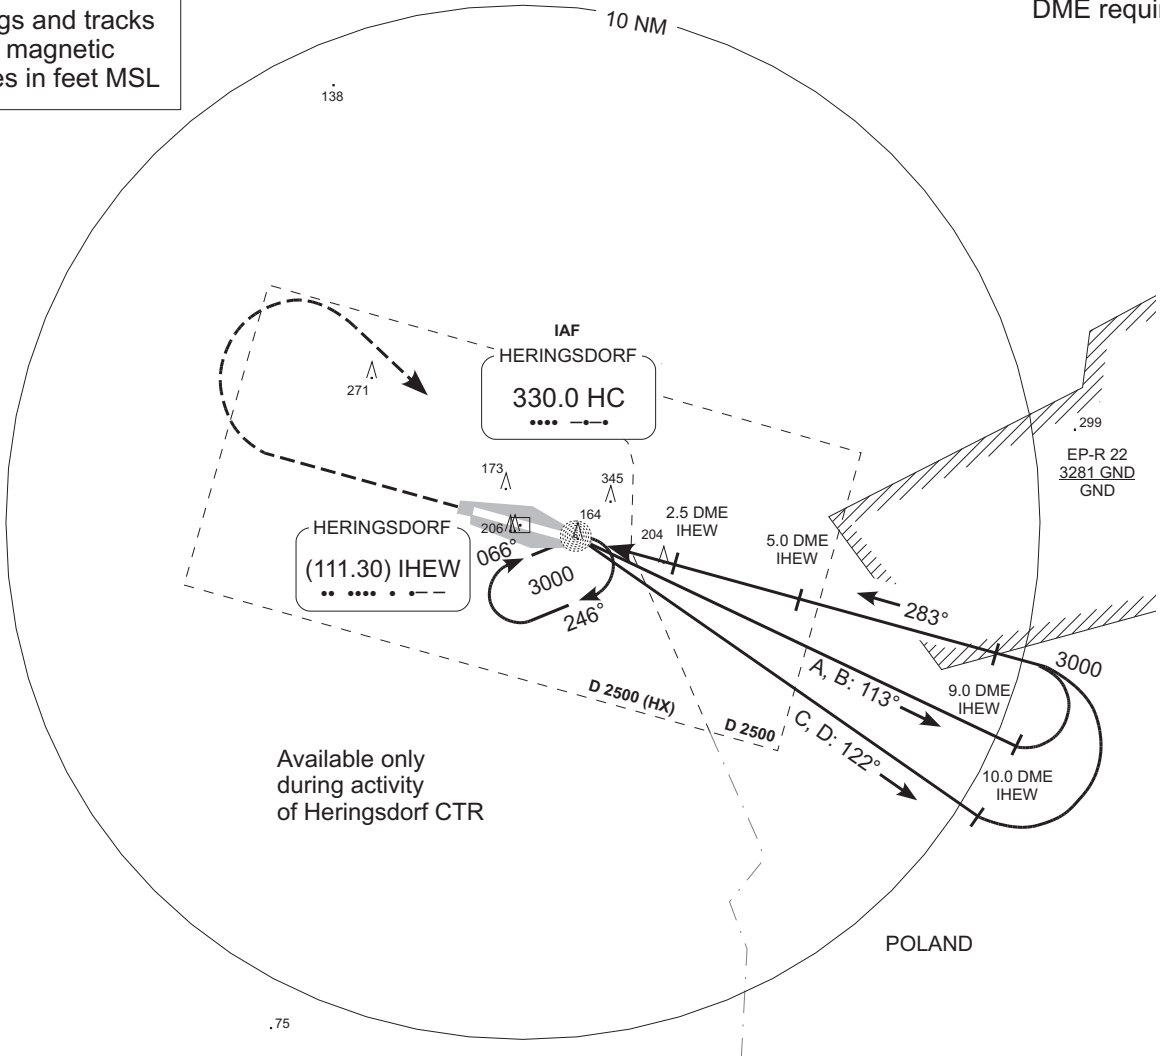 gs and tracks
magnetic
es in feet MSL
DME requi
10 NM
138
IAF
HERINGSDORF
330.0 HC
271
299
EP-R 22
3281 GND
GND
173
345
164
206
204
2.5 DME
IHEW
5.0 DME
IHEW
HERINGSDORF
(111.30) IHEW
066°
3000
246°
283°
3000
9.0 DME
IHEW
A, B: 113°
C, D: 122°
10.0 DME
IHEW
D 2500 (HX)
D 2500
Available only
during activity
of Heringsdorf CTR
POLAND
75